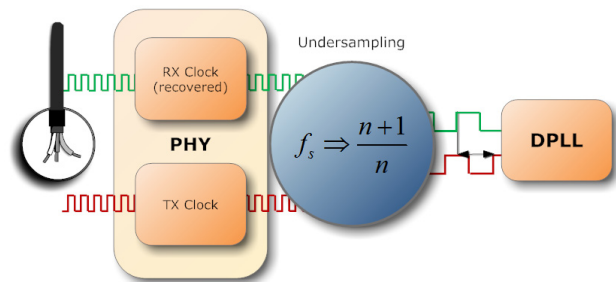 Undersampling
RX Clock
(recovered)
PHY
f_s ⇒ n+1/n
DPLL
TX Clock